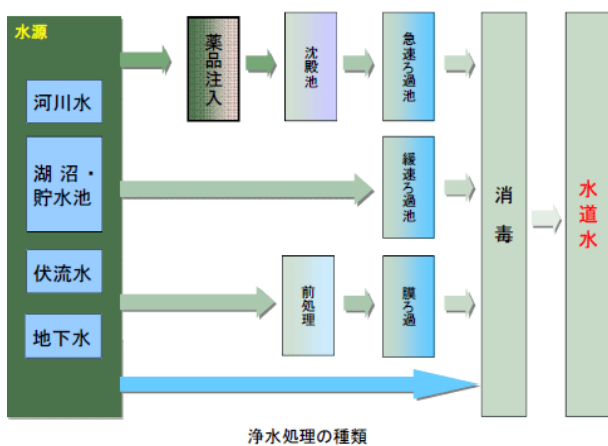 水源
河川水
湖沼・
貯水池
伏流水
地下水
薬品注入
沈殿池
急速ろ過池
緩速ろ過池
前処理
膜ろ過
消毒
水道水
浄水処理の種類